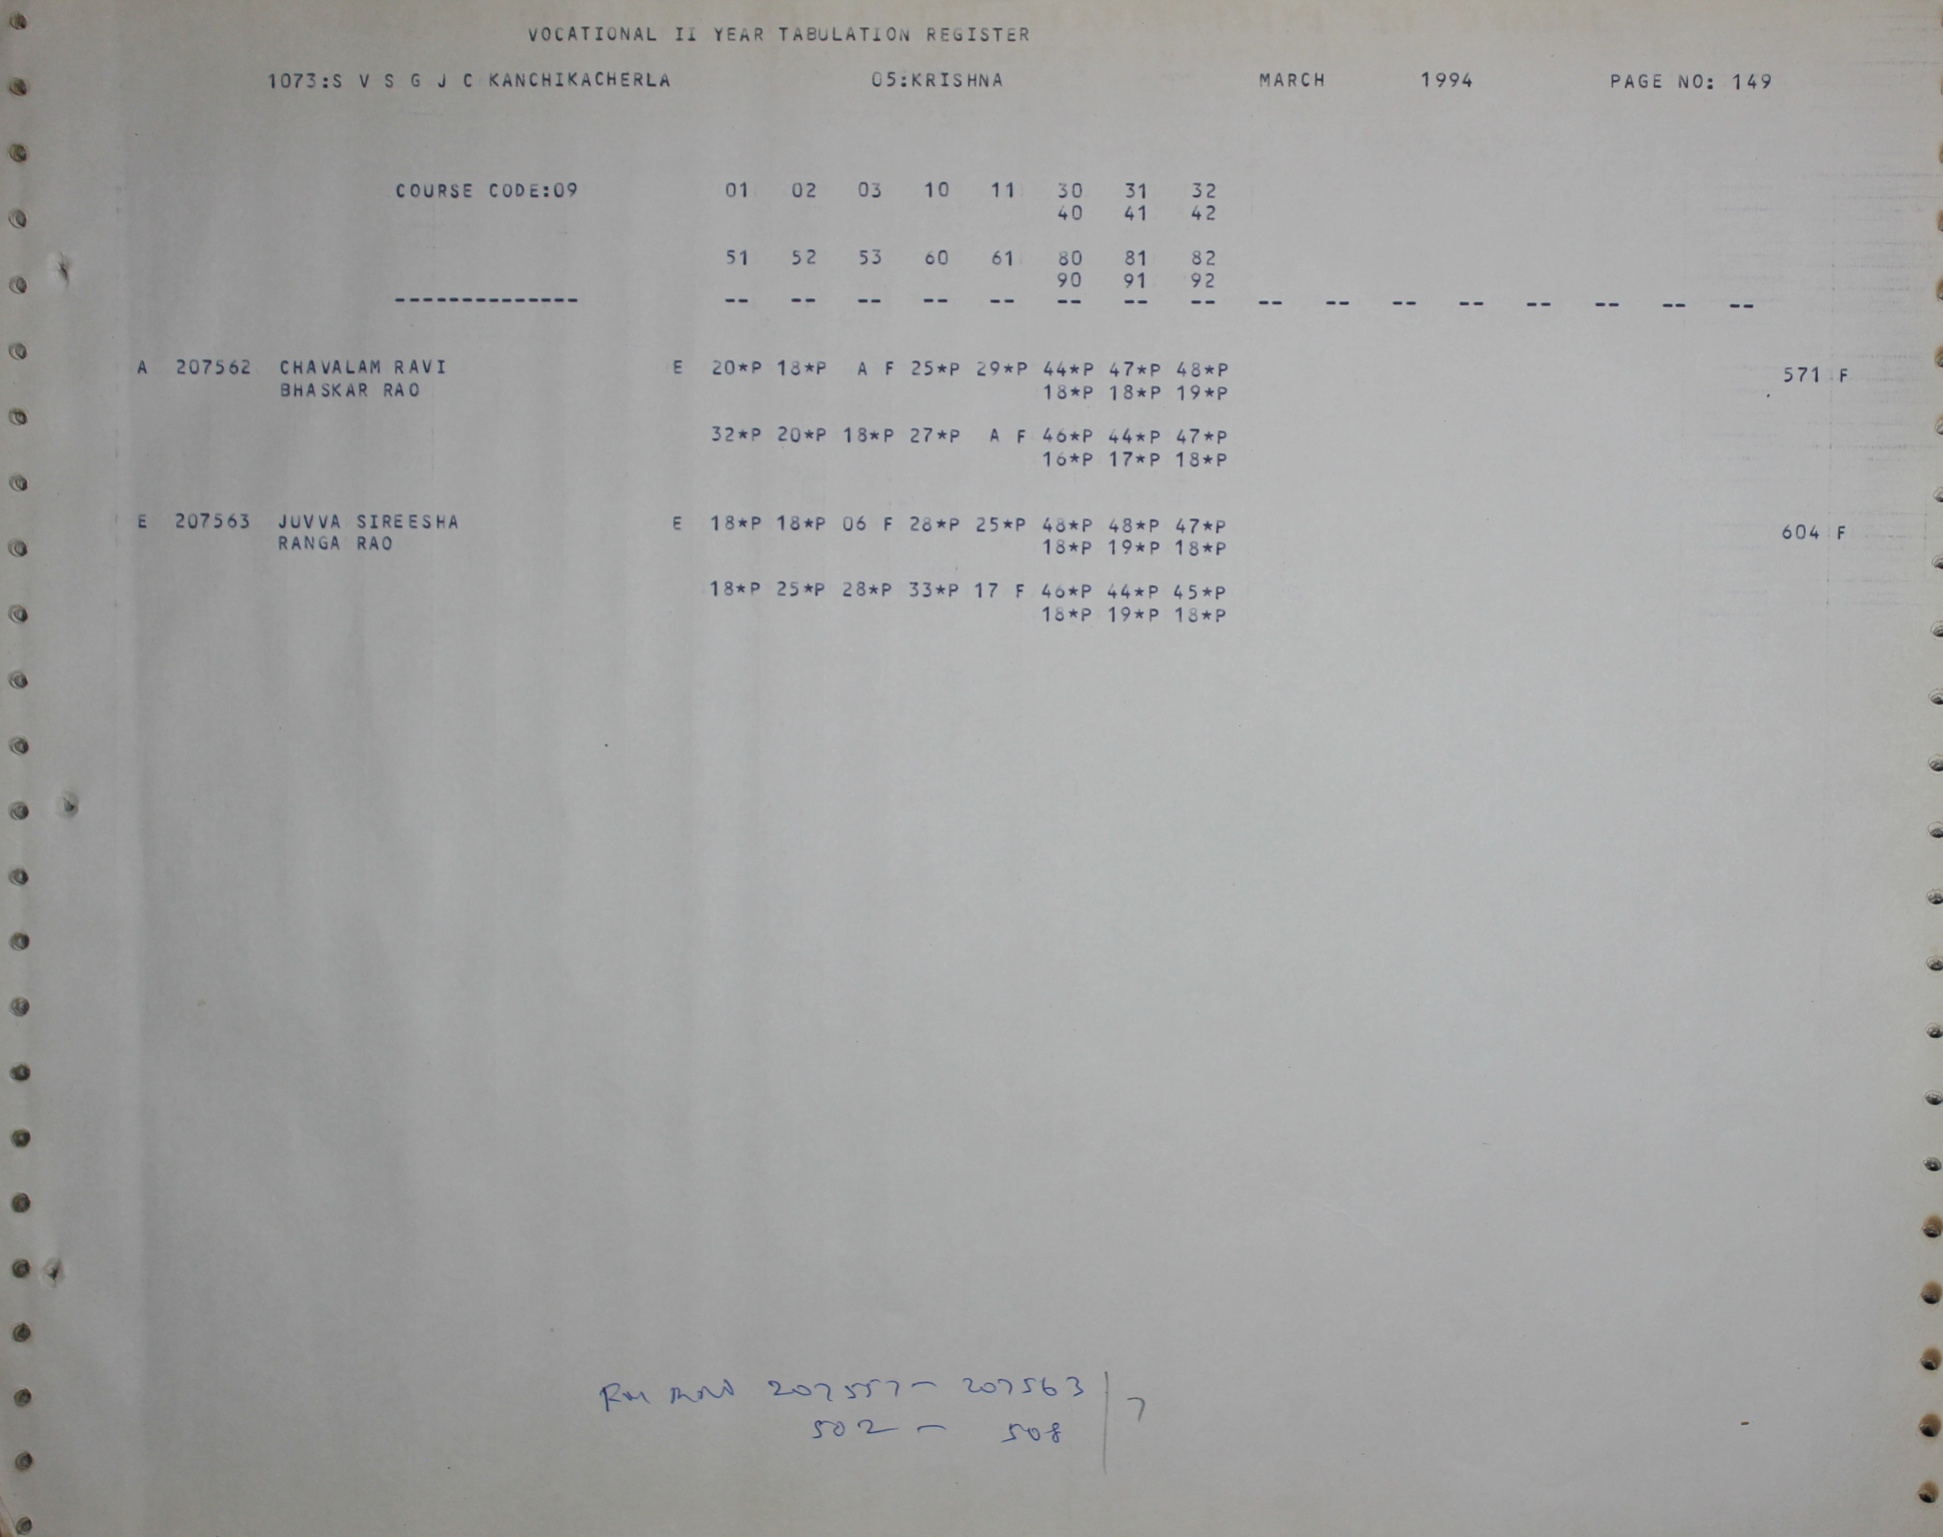 VOCATIONAL II YEAR TABULATION REGISTER
1073:S V S G J C KANCHIKACHERLA 05:KRISHNA MARCH 1994 PAGE NO: 149
COURSE CODE:09 01 02 03 10 11 30 31 32
40 41 42
51 52 53 60 61 80 81 82
90 91 92
-------------- -- -- -- -- -- -- -- -- -- -- -- -- -- -- -- --
A 207562 CHAVALAM RAVI E 20*P 18*P A F 25*P 29*P 44*P 47*P 48*P 571 F
BHASKAR RAO 18*P 18*P 19*P
32*P 20*P 18*P 27*P A F 46*P 44*P 47*P
16*P 17*P 18*P
E 207563 JUVVA SIREESHA E 18*P 18*P 06 F 28*P 25*P 48*P 48*P 47*P 604 F
RANGA RAO 18*P 19*P 18*P
18*P 25*P 28*P 33*P 17 F 46*P 44*P 45*P
18*P 19*P 18*P
207557 - 207563 7
502 - 508